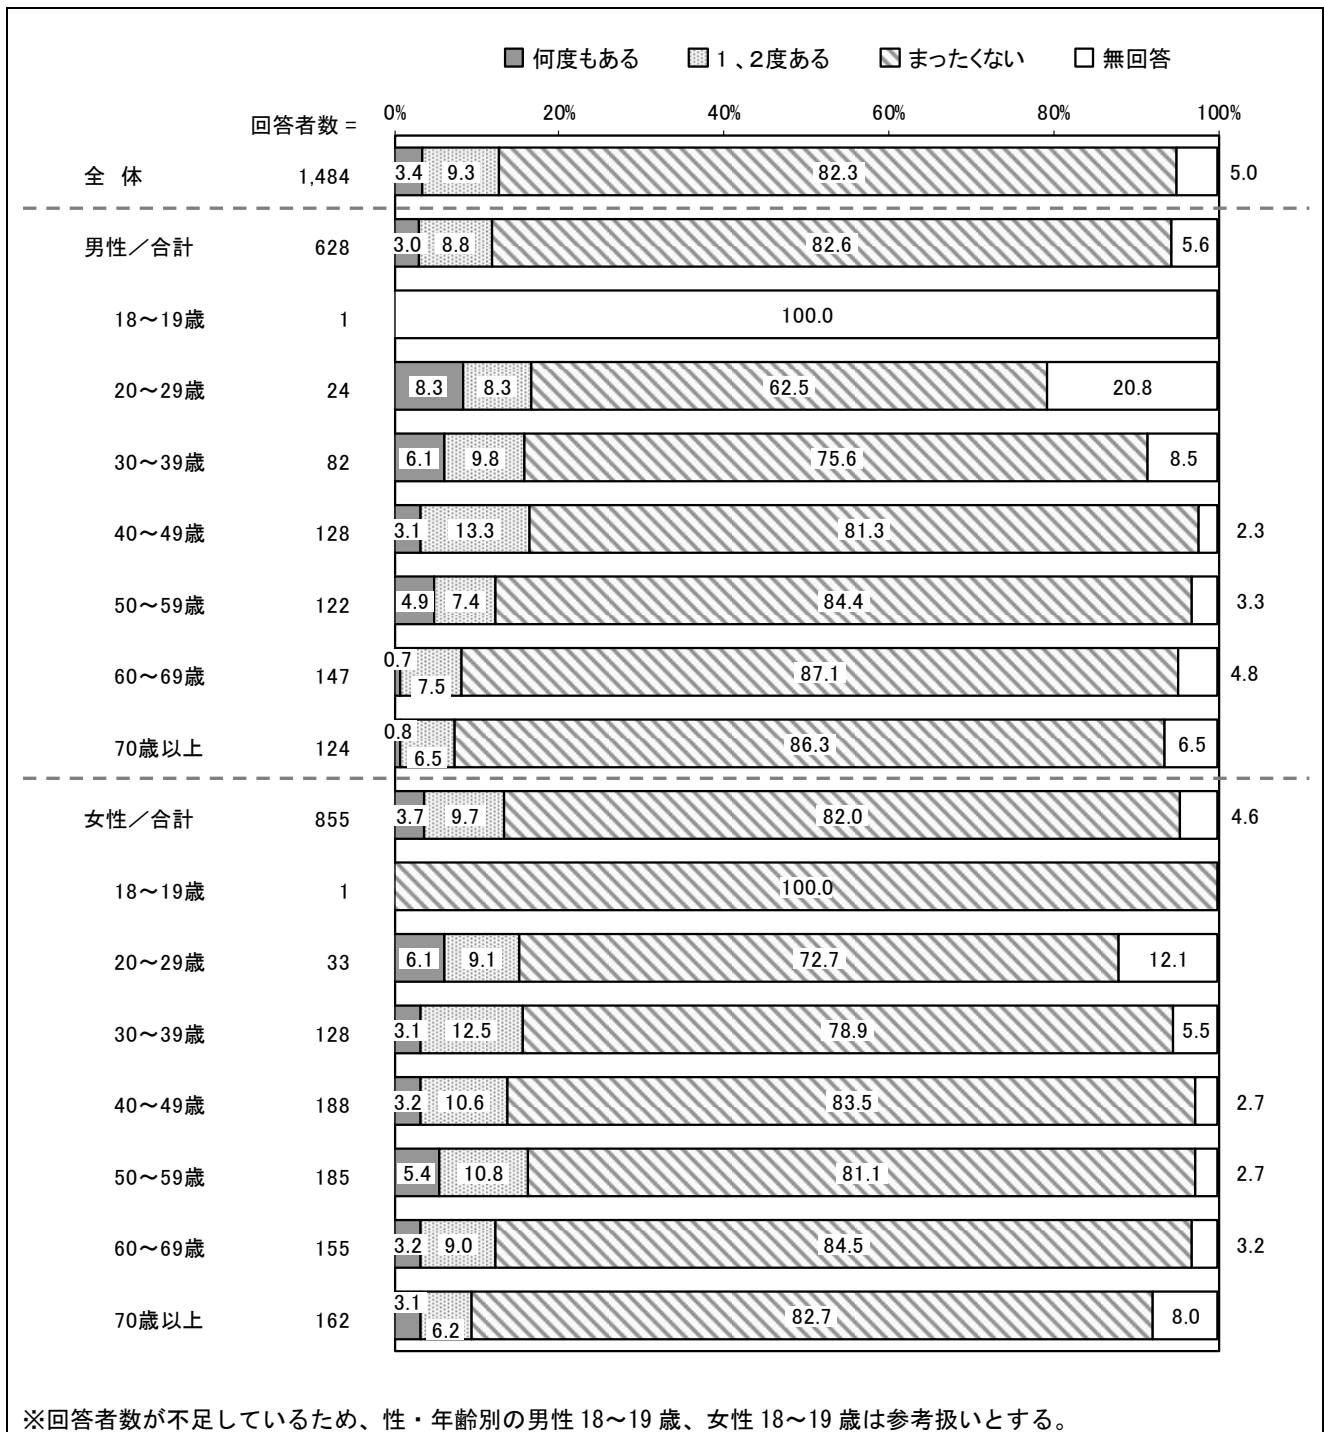 何度もある 1、2度ある まったくない 無回答
回答者数 = 0% 20% 40% 60% 80% 100%
全 体 1,484 3.4 9.3 82.3 5.0
男性／合計 628 3.0 8.8 82.6 5.6
18～19歳 1 100.0
20～29歳 24 8.3 8.3 62.5 20.8
30～39歳 82 6.1 9.8 75.6 8.5
40～49歳 128 3.1 13.3 81.3 2.3
50～59歳 122 4.9 7.4 84.4 3.3
60～69歳 147 0.7 7.5 87.1 4.8
70歳以上 124 0.8 6.5 86.3 6.5
女性／合計 855 3.7 9.7 82.0 4.6
18～19歳 1 100.0
20～29歳 33 6.1 9.1 72.7 12.1
30～39歳 128 3.1 12.5 78.9 5.5
40～49歳 188 3.2 10.6 83.5 2.7
50～59歳 185 5.4 10.8 81.1 2.7
60～69歳 155 3.2 9.0 84.5 3.2
70歳以上 162 3.1 6.2 82.7 8.0
※回答者数が不足しているため、性・年齢別の男性 18～19 歳、女性 18～19 歳は参考扱いとする。